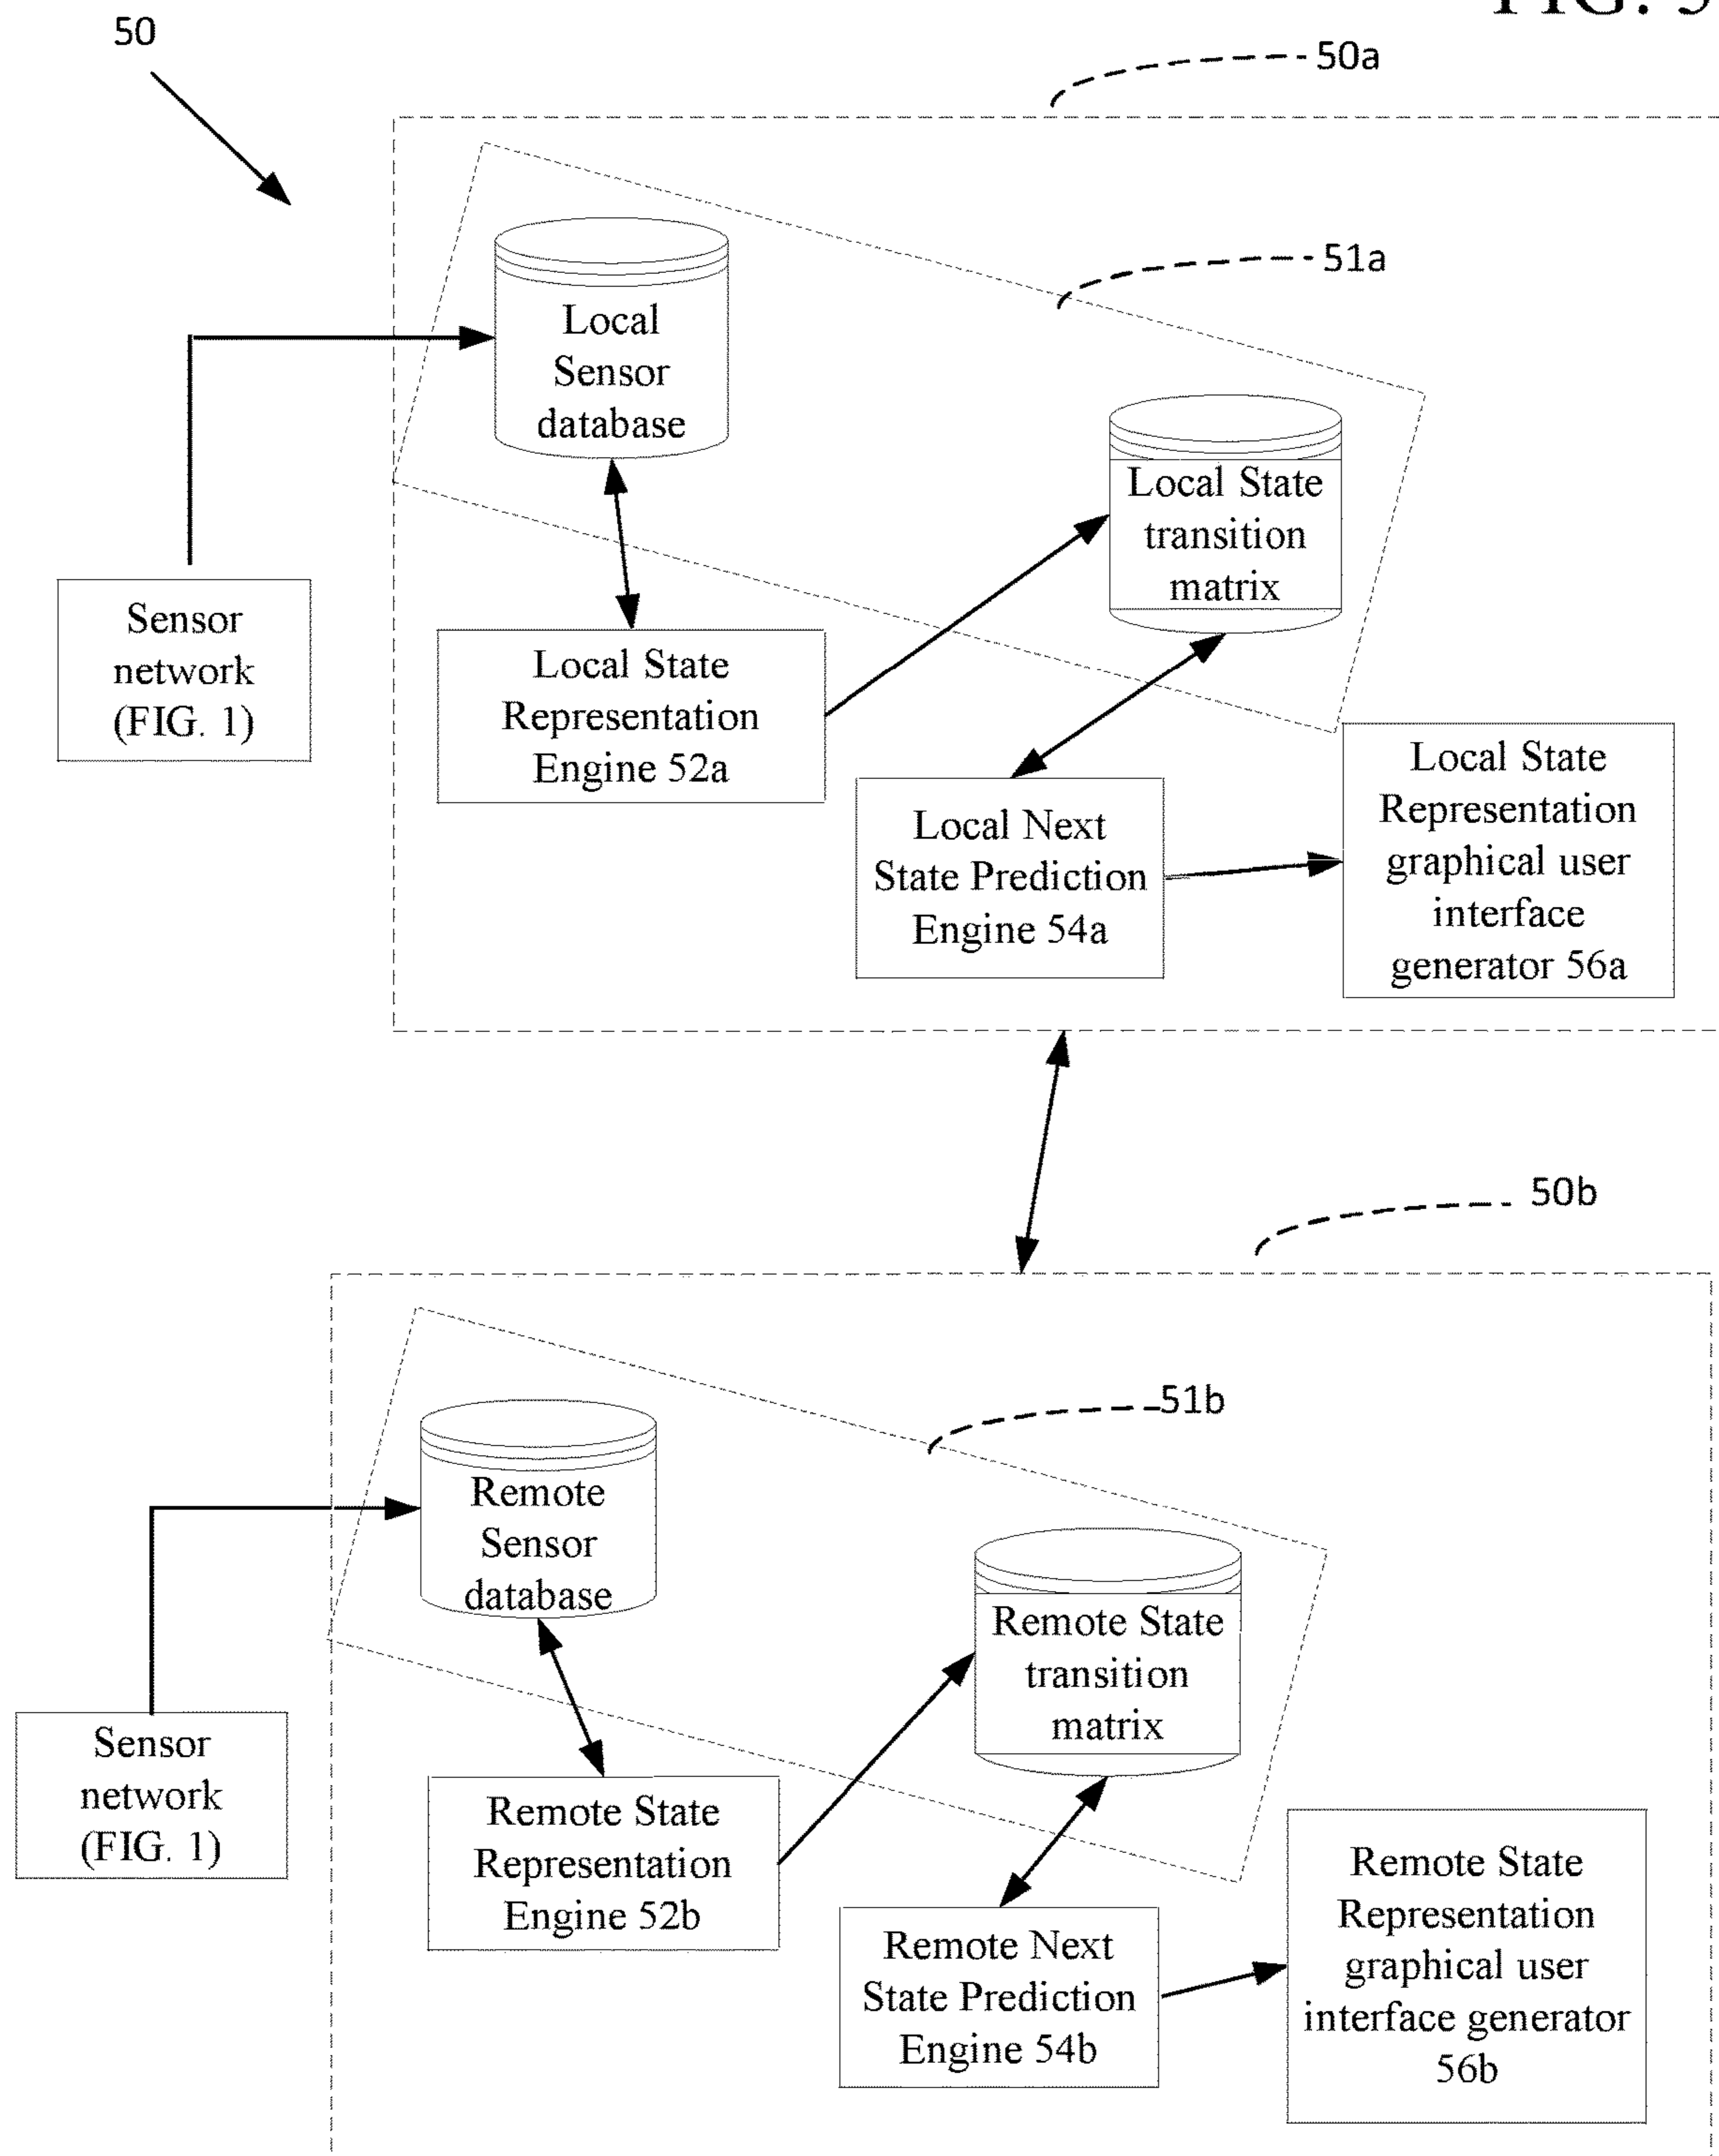 FIG. 5
50
50a
51a
Local
Sensor
database
Local State
transition
matrix
Sensor
network
(FIG. 1)
Local State
Representation
Engine 52a
Local Next
State Prediction
Engine 54a
Local State
Representation
graphical user
interface
generator 56a
50b
51b
Remote
Sensor
database
Remote State
transition
matrix
Sensor
network
(FIG. 1)
Remote State
Representation
Engine 52b
Remote Next
State Prediction
Engine 54b
Remote State
Representation
graphical user
interface generator
56b